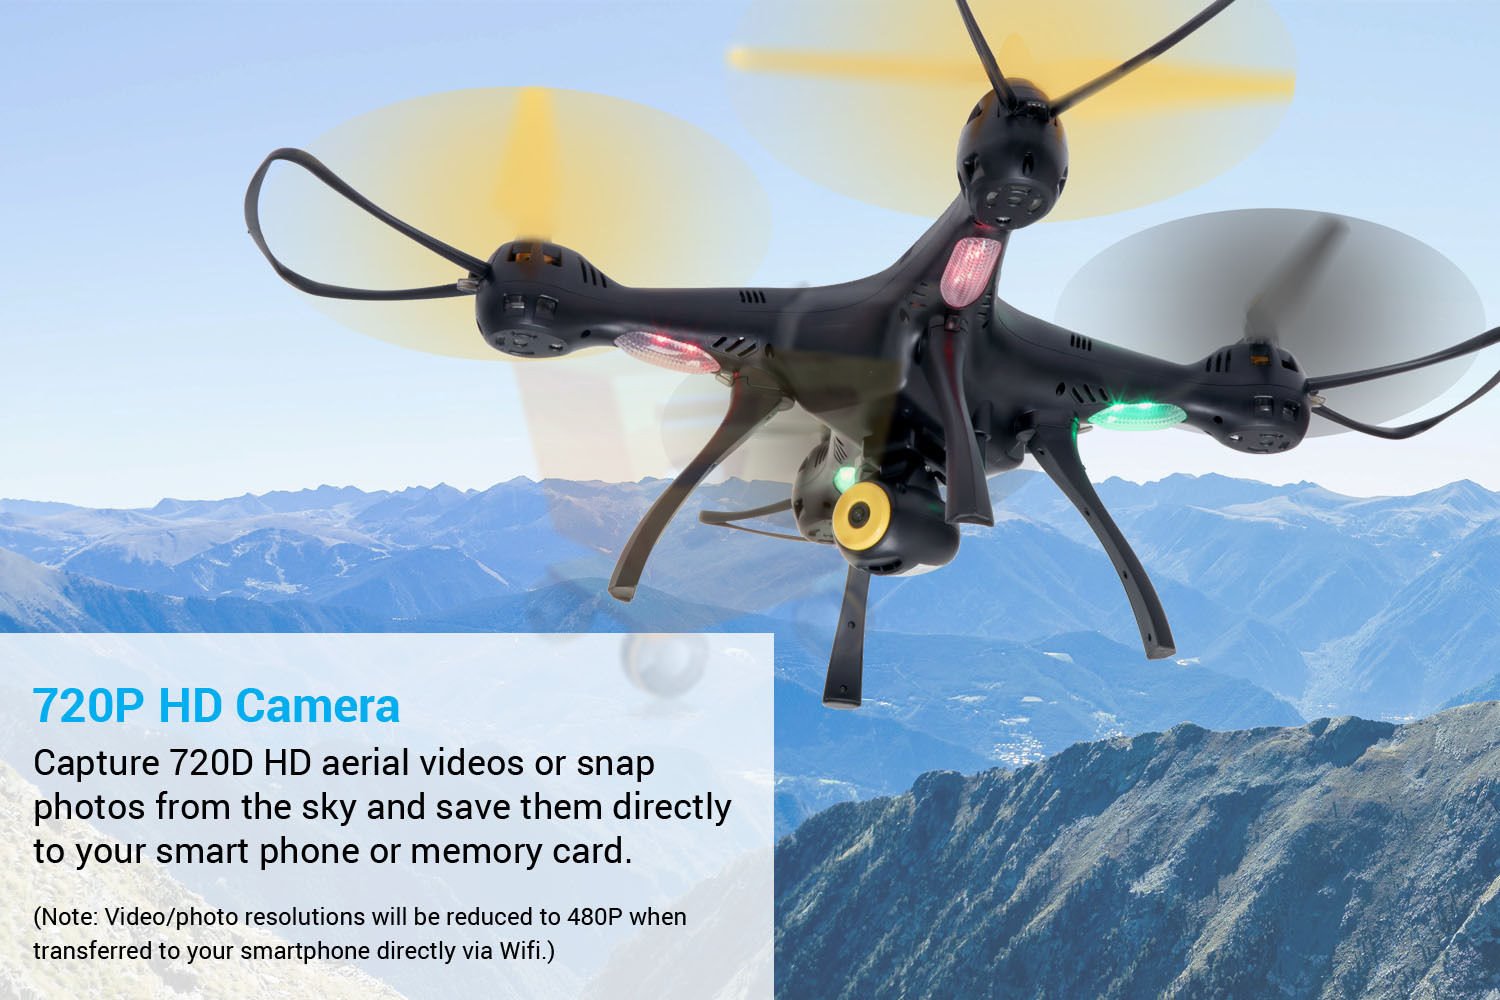 720P HD Camera
Capture 720D HD aerial videos or snap
photos from the sky and save them directly
to your smart phone or memory card.
(Note: Video/photo resolutions will be reduced to 480P when
transferred to your smartphone directly via Wifi.)